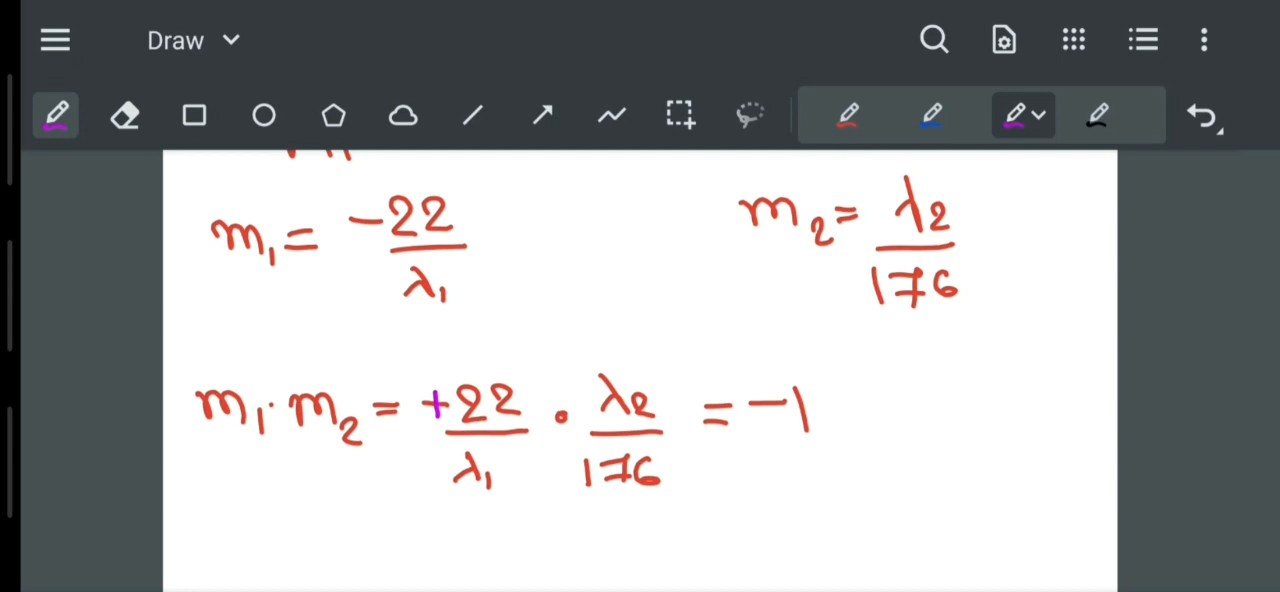 Draw
m₁ = -22/λ₁
m₂ = λ₂/176
m₁ · m₂ = +22/λ₁ · λ₂/176 = -1